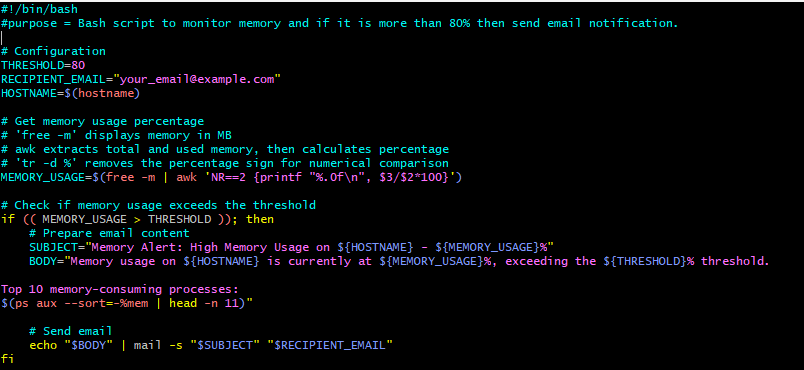 #!/bin/bash
#purpose = Bash script to monitor memory and if it is more than 80% then send email notification.
# Configuration
THRESHOLD=80
RECIPIENT_EMAIL="your_email@example.com"
HOSTNAME=$(hostname)
# Get memory usage percentage
# 'free -m' displays memory in MB
# awk extracts total and used memory, then calculates percentage
# 'tr -d %' removes the percentage sign for numerical comparison
MEMORY_USAGE=$(free -m | awk 'NR==2 {printf "%.0f\n", $3/$2*100}')
# Check if memory usage exceeds the threshold
if (( MEMORY_USAGE > THRESHOLD )); then
    # Prepare email content
    SUBJECT="Memory Alert: High Memory Usage on ${HOSTNAME} - ${MEMORY_USAGE}%"
    BODY="Memory usage on ${HOSTNAME} is currently at ${MEMORY_USAGE}%, exceeding the ${THRESHOLD}% threshold.
Top 10 memory-consuming processes:
$(ps aux --sort=-%mem | head -n 11)"
    # Send email
    echo "$BODY" | mail -s "$SUBJECT" "$RECIPIENT_EMAIL"
fi